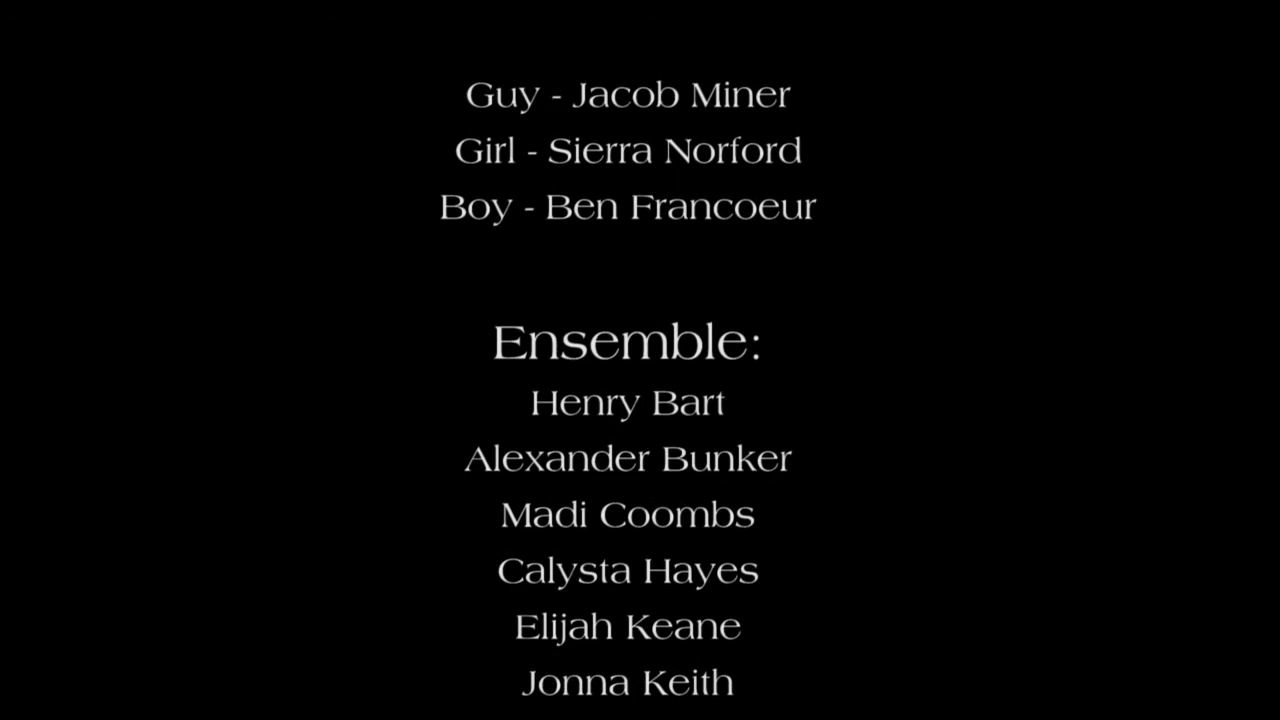 Guy - Jacob Miner
Girl - Sierra Norford
Boy - Ben Francoeur
Ensemble:
Henry Bart
Alexander Bunker
Madi Coombs
Calysta Hayes
Elijah Keane
Jonna Keith